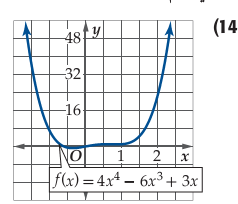 (14
y
48
32
16
O 1 2 x
f(x) = 4x⁴ − 6x³ + 3x